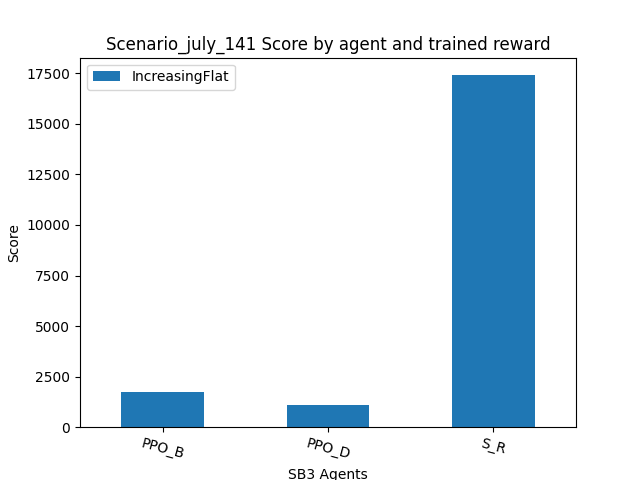 Scenario_july_141 Score by agent and trained reward
IncreasingFlat
17500
15000
12500
10000
7500
5000
2500
0
Score
PPO_B
PPO_D
S_R
SB3 Agents